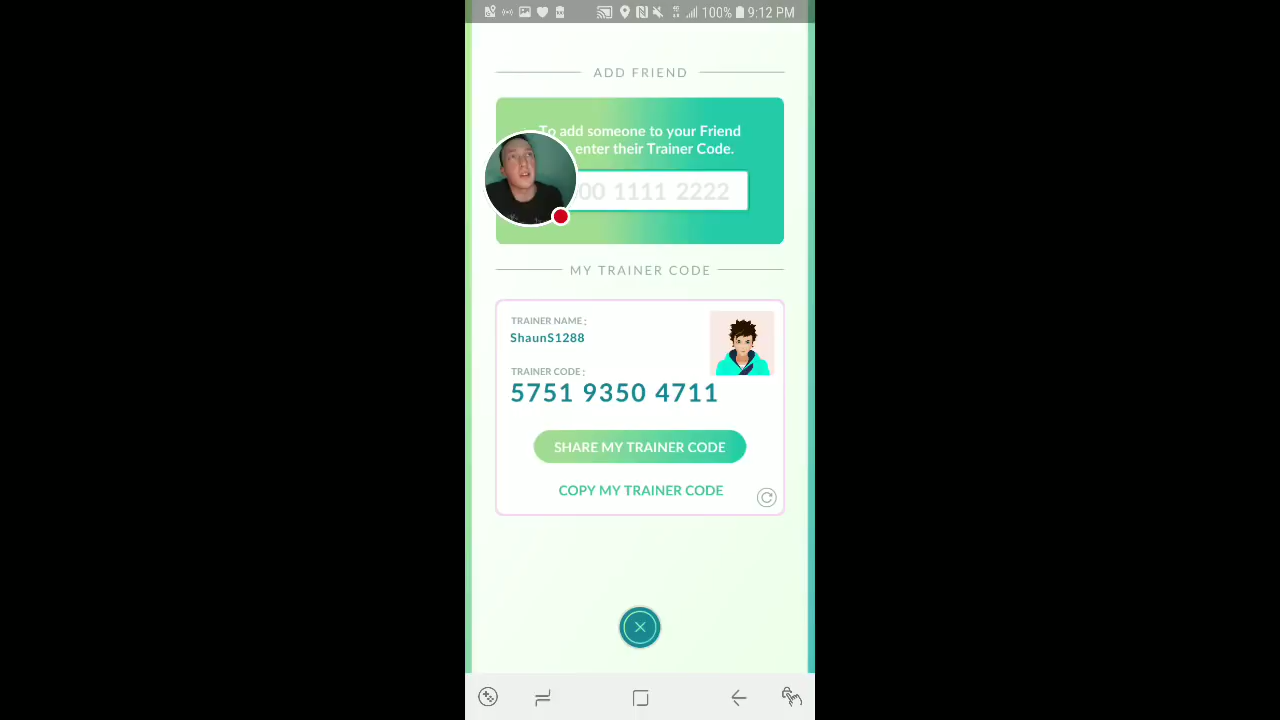 100% 9:12 PM
ADD FRIEND
To add someone to your Friend
enter their Trainer Code.
00 1111 2222
MY TRAINER CODE
TRAINER NAME :
ShaunS1288
TRAINER CODE :
5751 9350 4711
SHARE MY TRAINER CODE
COPY MY TRAINER CODE